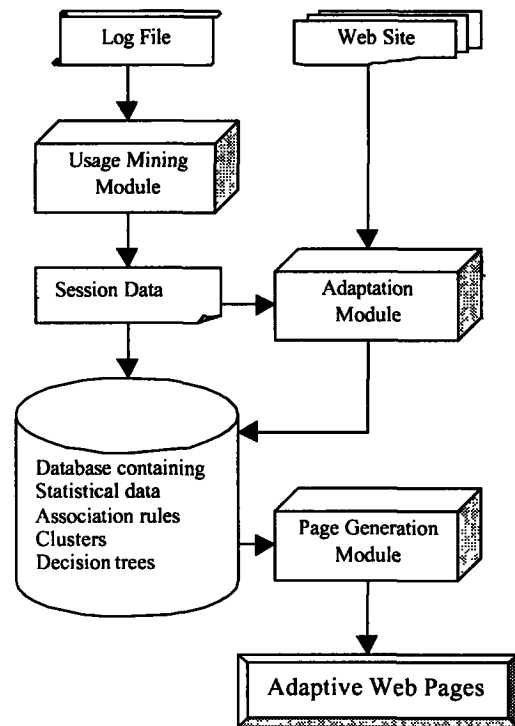 Log File
Web Site
Usage Mining
Module
Session Data
Adaptation
Module
Database containing
Statistical data
Association rules
Clusters
Decision trees
Page Generation
Module
Adaptive Web Pages